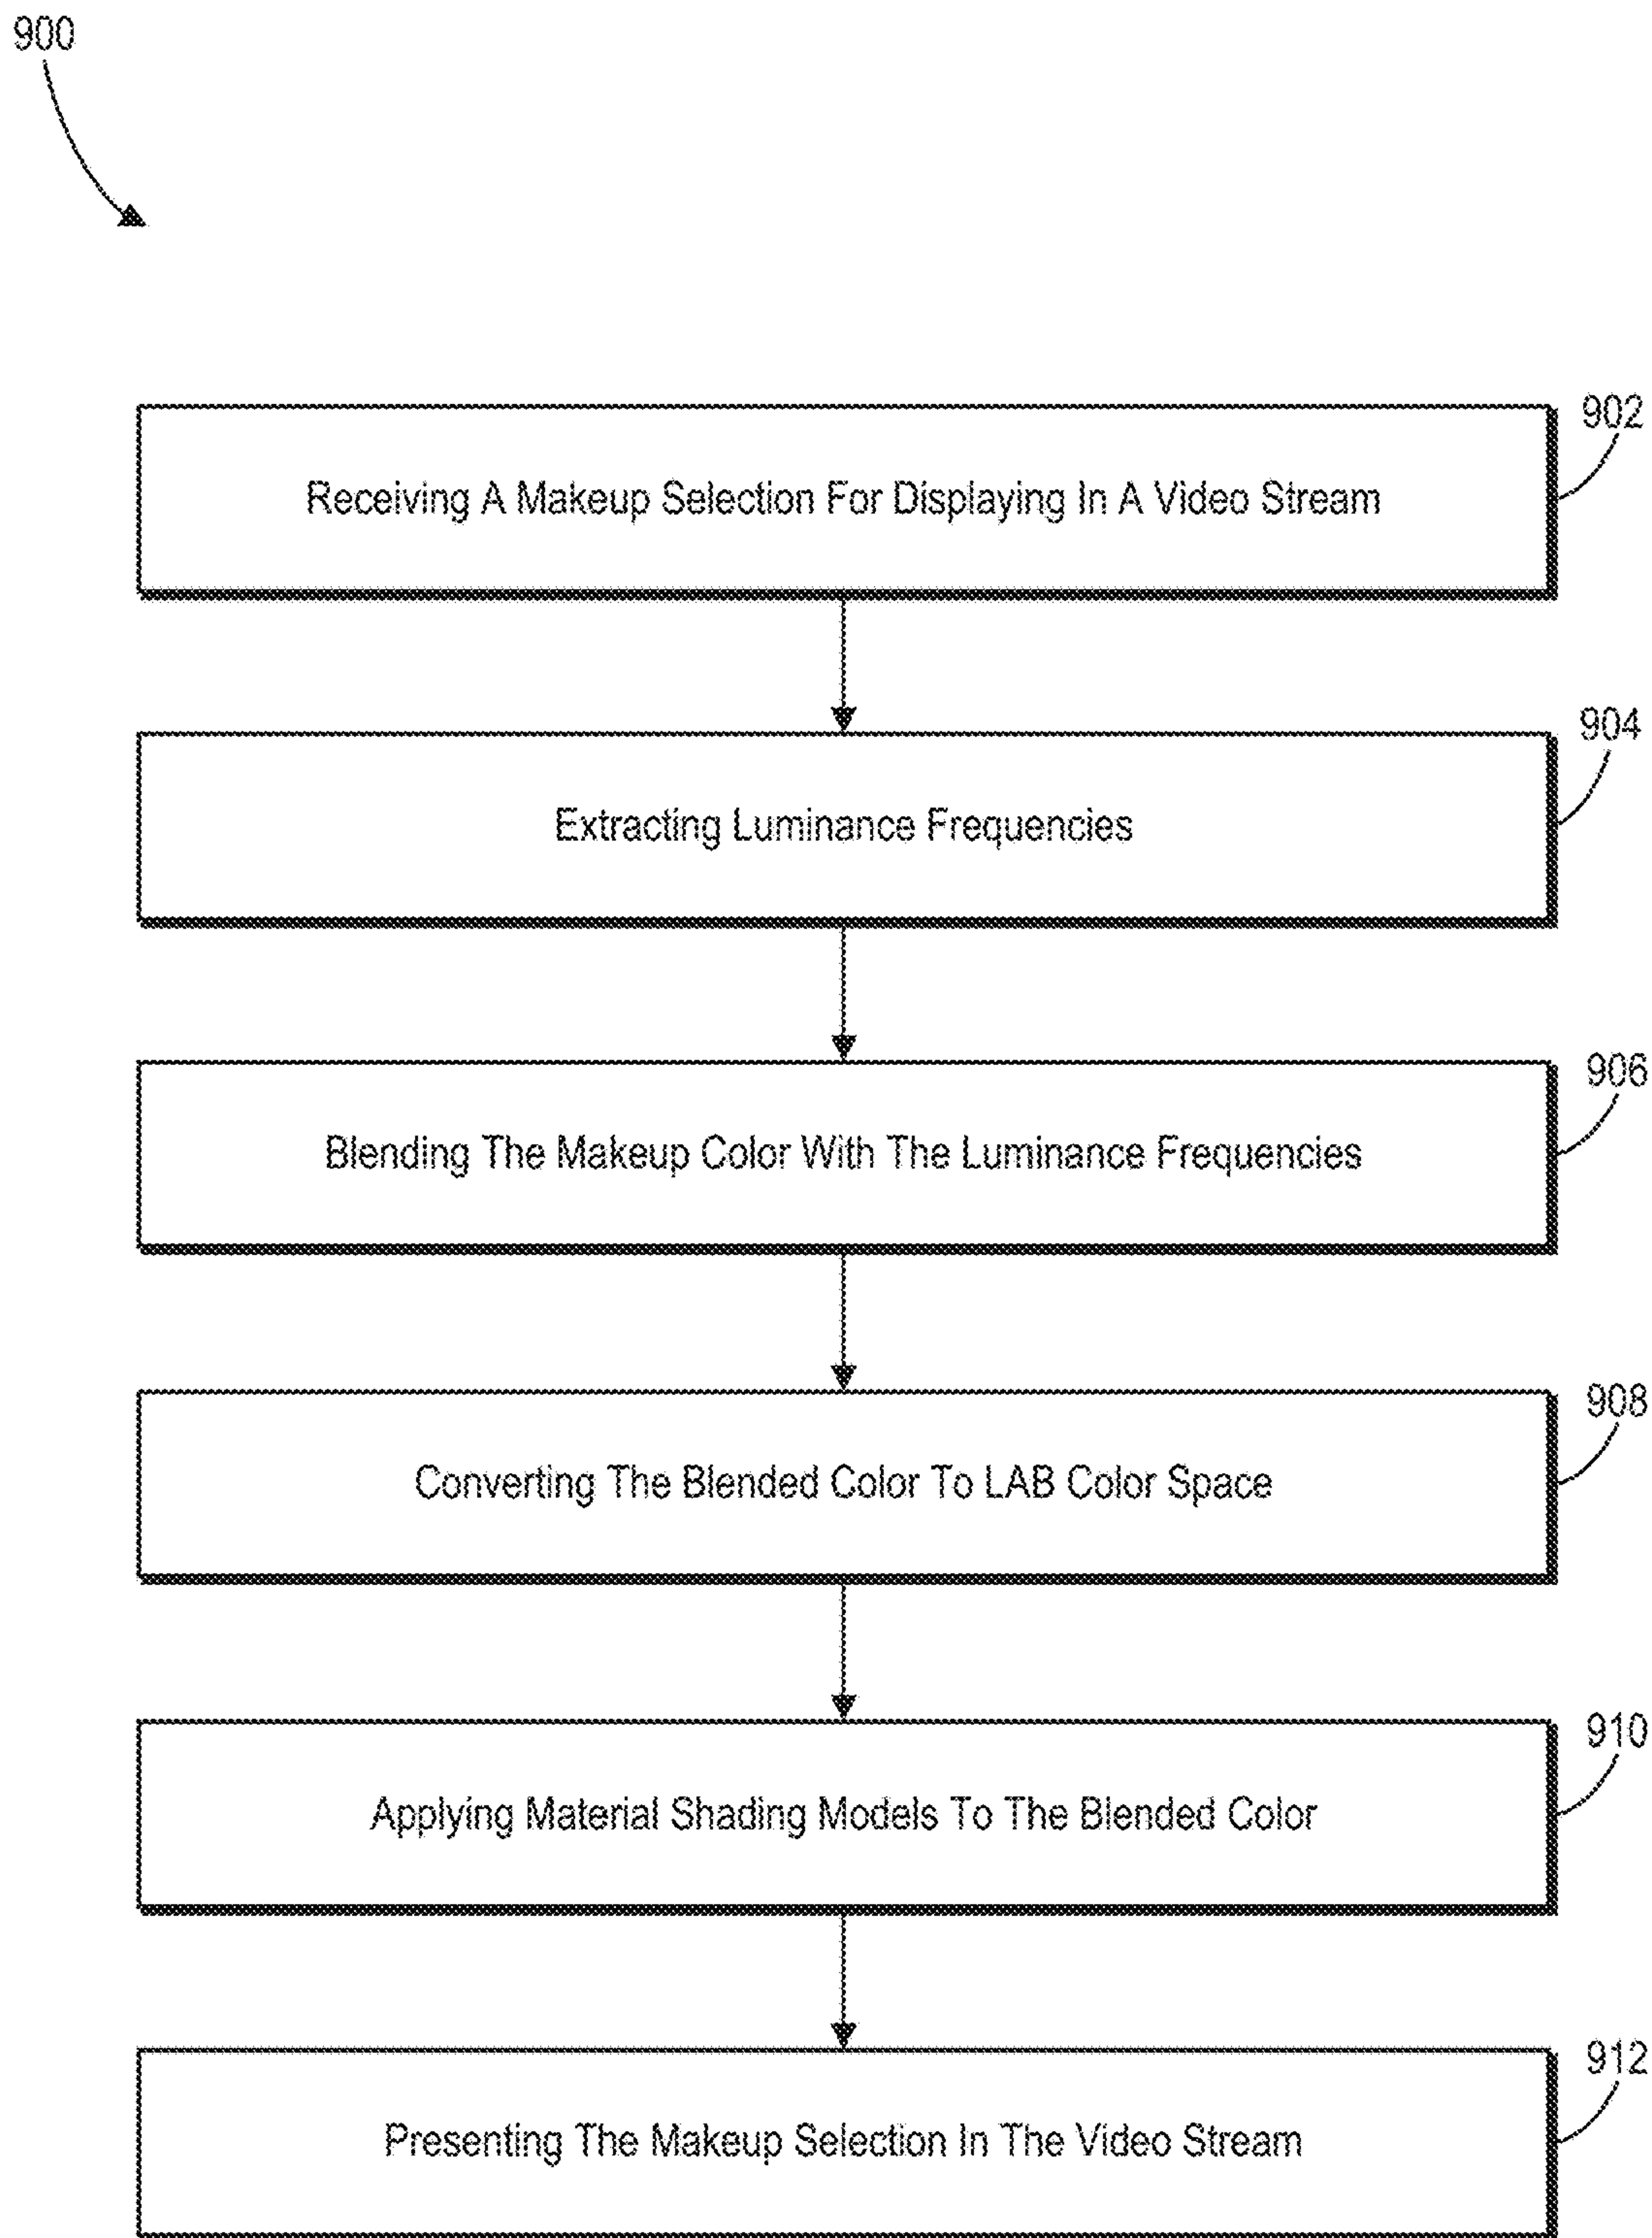 900
902
Receiving A Makeup Selection For Displaying In A Video Stream
904
Extracting Luminance Frequencies
906
Blending The Makeup Color With The Luminance Frequencies
908
Converting The Blended Color To LAB Color Space
910
Applying Material Shading Models To The Blended Color
912
Presenting The Makeup Selection In The Video Stream